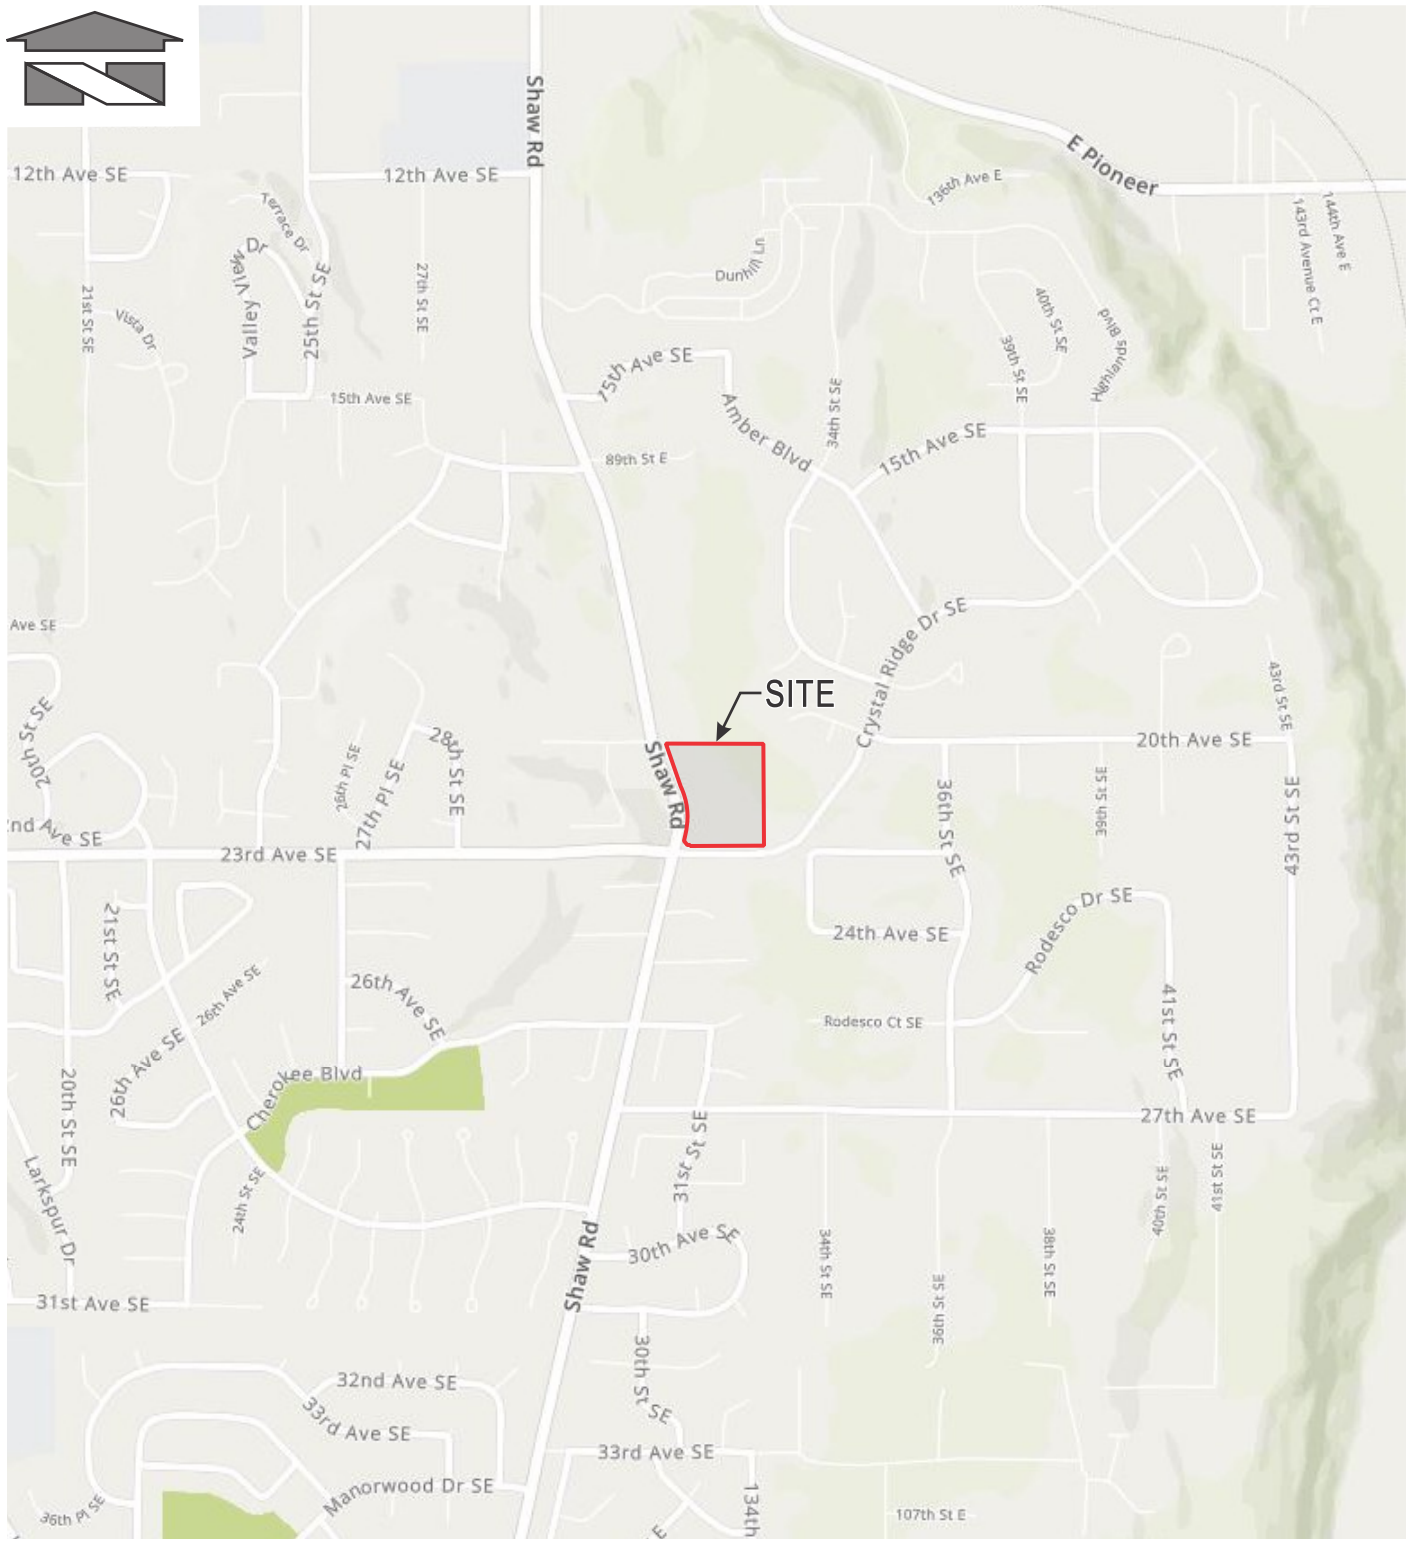 Shaw Rd
E Pioneer
12th Ave SE
12th Ave SE
136th Ave E
Terrace Dr
144th Ave E
143rd Avenue Ct E
Valley View Dr
25th St SE
27th St SE
Dunhill Ln
21st St SE
Vista Dr
40th St SE
Highlands Blvd
39th St SE
15th Ave SE
15th Ave SE
34th St SE
Amber Blvd
15th Ave SE
89th St E
Crystal Ridge Dr SE
Ave SE
43rd St SE
SITE
20th St SE
28th St SE
26th Pl SE
27th Pl SE
Shaw Rd
20th Ave SE
39th St SE
39th St SE
43rd St SE
nd Ave SE
23rd Ave SE
21st St SE
24th Ave SE
Rodesco Dr SE
26th Ave SE
26th Ave SE
Rodesco Ct SE
41st St SE
26th Ave SE
Cherokee Blvd
20th St SE
27th Ave SE
31st St SE
Larkspur Dr
24th St SE
40th St SE
41st St SE
Shaw Rd
30th Ave SE
34th St SE
38th St SE
36th St SE
31st Ave SE
30th St SE
32nd Ave SE
33rd Ave SE
33rd Ave SE
Manorwood Dr SE
36th Pl SE
134th
107th St E
E